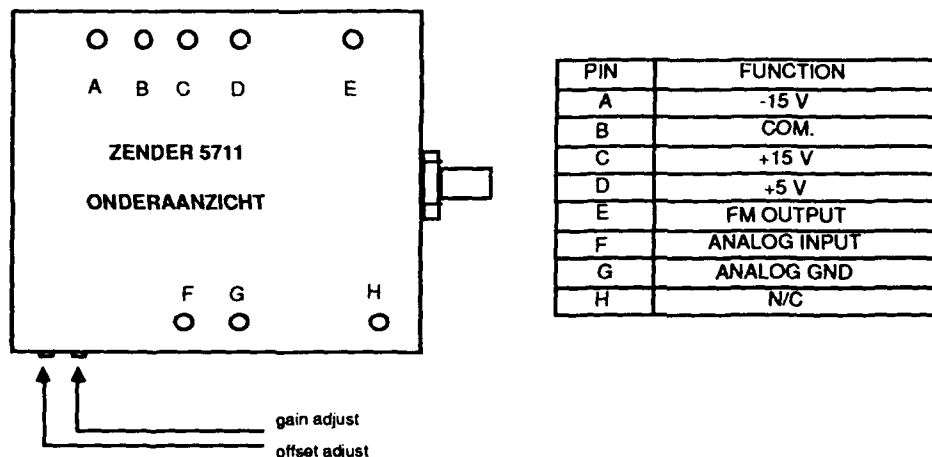 A B C D E
ZENDER 5711
ONDERAANZICHT
F G H
gain adjust
offset adjust
PIN FUNCTION
A -15 V
B COM.
C +15 V
D +5 V
E FM OUTPUT
F ANALOG INPUT
G ANALOG GND
H N/C